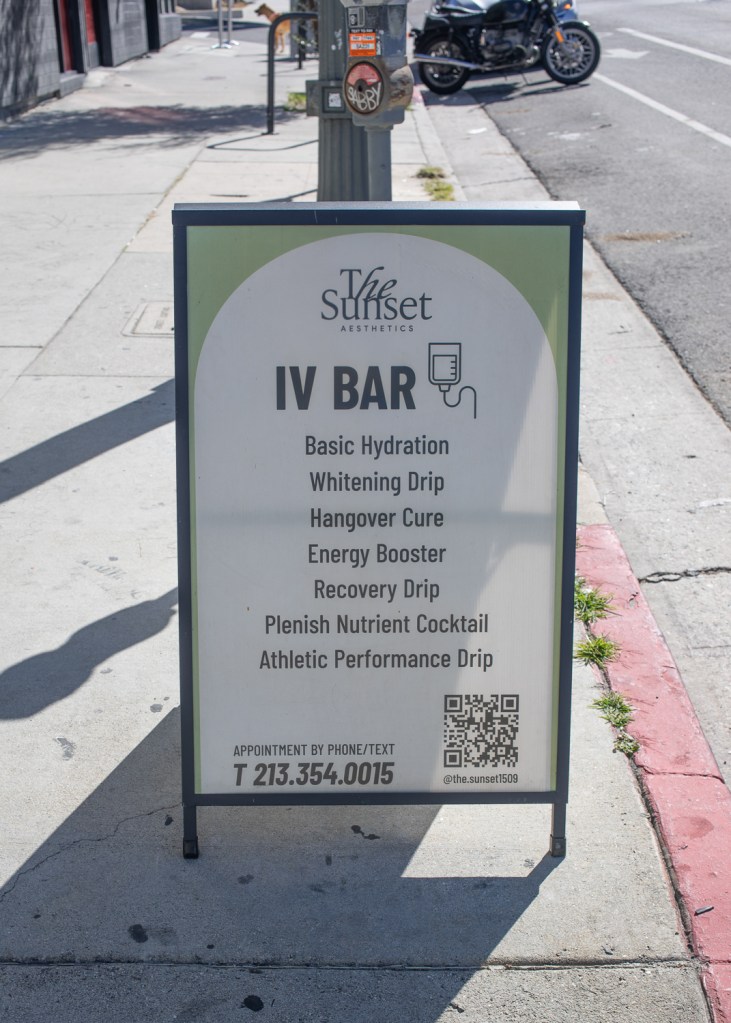 SABBY
The
Sunset
AESTHETICS
IV BAR
Basic Hydration
Whitening Drip
Hangover Cure
Energy Booster
Recovery Drip
Plenish Nutrient Cocktail
Athletic Performance Drip
APPOINTMENT BY PHONE/TEXT
T 213.354.0015
@the.sunset1509